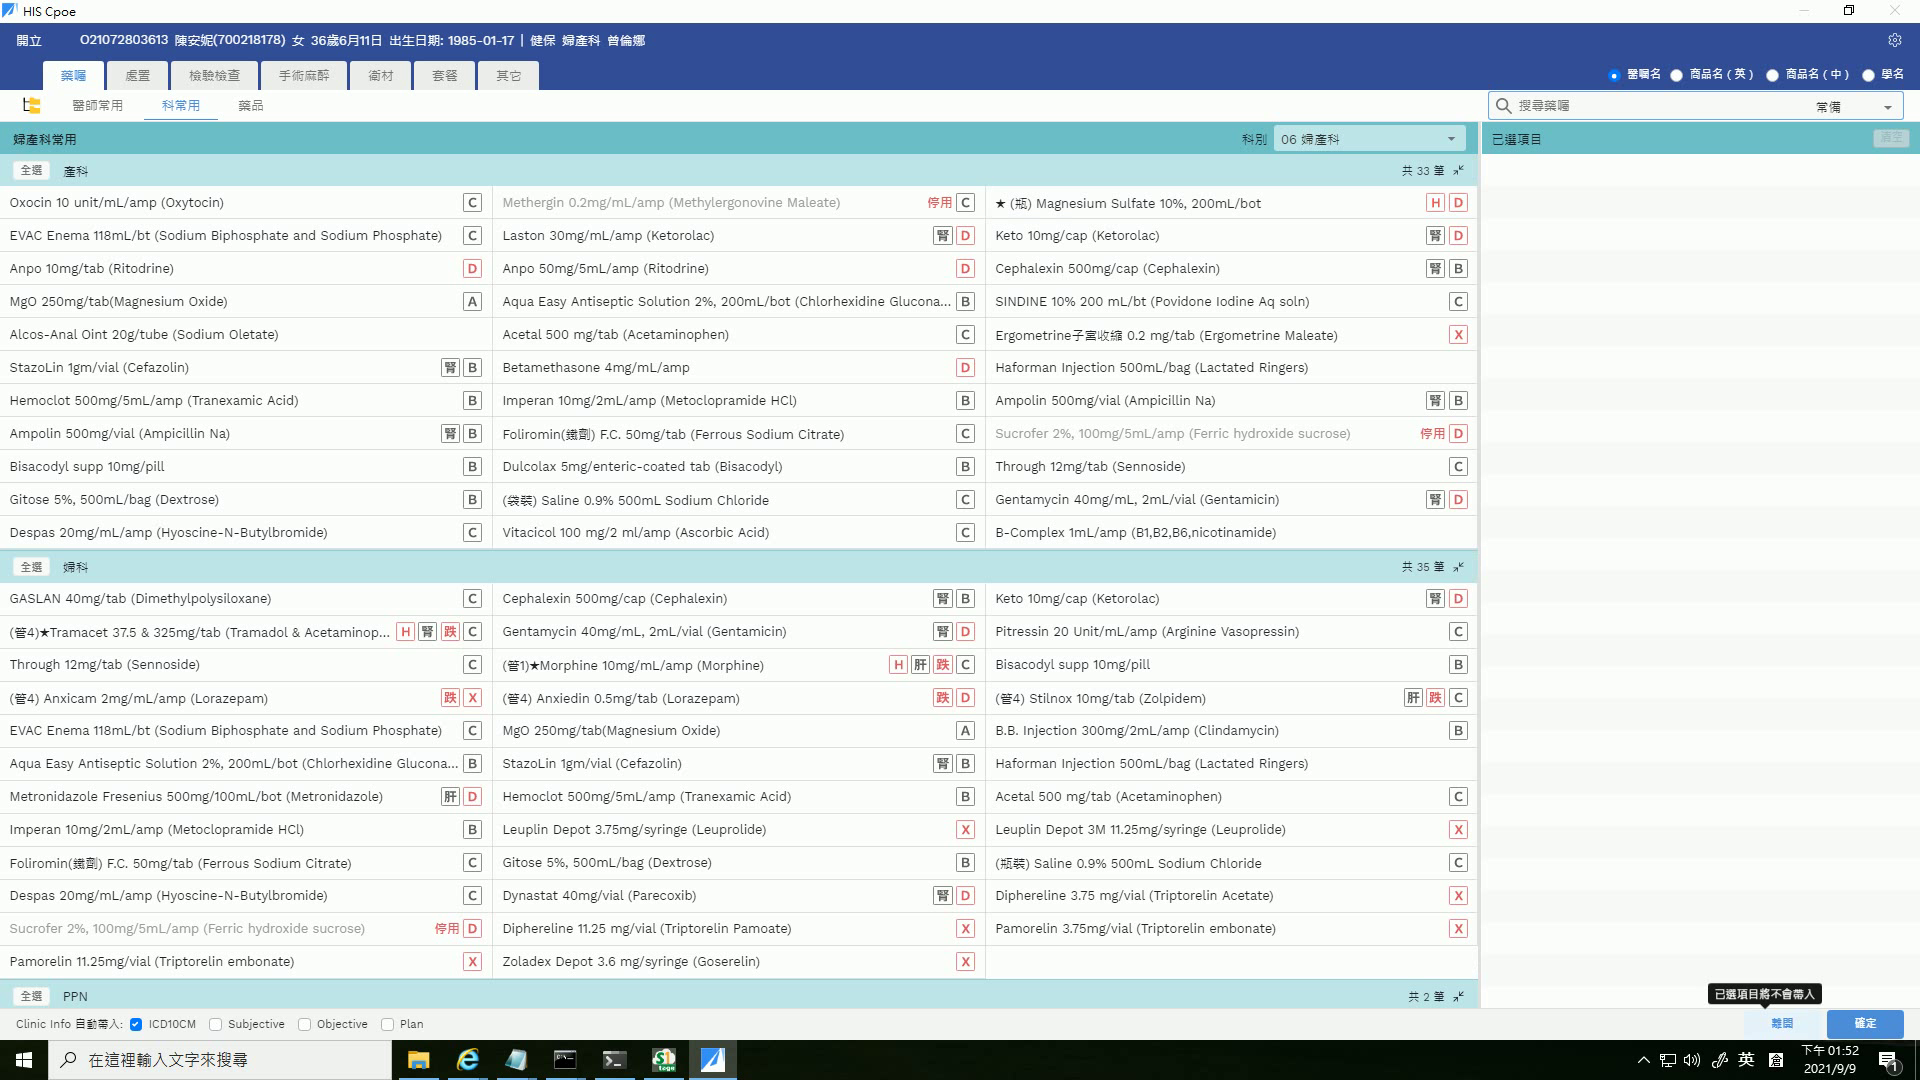 HIS Cpoe
開立 O21072803613 陳安妮(700218178) 女 36歲6月11日 出生日期: 1985-01-17 | 健保 婦產科 曾倫娜
藥囑 處置 檢驗檢查 手術麻醉 衛材 套餐 其它
醫囑名 商品名 ( 英 ) 商品名 ( 中 ) 學名
醫師常用 科常用 藥品
搜尋藥囑 常備
婦產科常用 科別 06 婦產科
已選項目 清空
全選 產科 共 33 筆
Oxocin 10 unit/mL/amp (Oxytocin) C
Methergin 0.2mg/mL/amp (Methylergonovine Maleate) 停用 C
★ (瓶) Magnesium Sulfate 10%, 200mL/bot H D
EVAC Enema 118mL/bt (Sodium Biphosphate and Sodium Phosphate) C
Laston 30mg/mL/amp (Ketorolac) 腎 D
Keto 10mg/cap (Ketorolac) 腎 D
Anpo 10mg/tab (Ritodrine) D
Anpo 50mg/5mL/amp (Ritodrine) D
Cephalexin 500mg/cap (Cephalexin) 腎 B
MgO 250mg/tab(Magnesium Oxide) A
Aqua Easy Antiseptic Solution 2%, 200mL/bot (Chlorhexidine Glucona... B
SINDINE 10% 200 mL/bt (Povidone Iodine Aq soln) C
Alcos-Anal Oint 20g/tube (Sodium Oletate)
Acetal 500 mg/tab (Acetaminophen) C
Ergometrine子宮收縮 0.2 mg/tab (Ergometrine Maleate) X
StazoLin 1gm/vial (Cefazolin) 腎 B
Betamethasone 4mg/mL/amp D
Haforman Injection 500mL/bag (Lactated Ringers)
Hemoclot 500mg/5mL/amp (Tranexamic Acid) B
Imperan 10mg/2mL/amp (Metoclopramide HCl) B
Ampolin 500mg/vial (Ampicillin Na) 腎 B
Ampolin 500mg/vial (Ampicillin Na) 腎 B
Foliromin(鐵劑) F.C. 50mg/tab (Ferrous Sodium Citrate) C
Sucrofer 2%, 100mg/5mL/amp (Ferric hydroxide sucrose) 停用 D
Bisacodyl supp 10mg/pill B
Dulcolax 5mg/enteric-coated tab (Bisacodyl) B
Through 12mg/tab (Sennoside) C
Gitose 5%, 500mL/bag (Dextrose) B
(袋裝) Saline 0.9% 500mL Sodium Chloride C
Gentamycin 40mg/mL, 2mL/vial (Gentamicin) 腎 D
Despas 20mg/mL/amp (Hyoscine-N-Butylbromide) C
Vitacicol 100 mg/2 ml/amp (Ascorbic Acid) C
B-Complex 1mL/amp (B1,B2,B6,nicotinamide)
全選 婦科 共 35 筆
GASLAN 40mg/tab (Dimethylpolysiloxane) C
Cephalexin 500mg/cap (Cephalexin) 腎 B
Keto 10mg/cap (Ketorolac) 腎 D
(管4)★Tramacet 37.5 & 325mg/tab (Tramadol & Acetaminop... H 腎 跌 C
Gentamycin 40mg/mL, 2mL/vial (Gentamicin) 腎 D
Pitressin 20 Unit/mL/amp (Arginine Vasopressin) C
Through 12mg/tab (Sennoside) C
(管1)★Morphine 10mg/mL/amp (Morphine) H 肝 跌 C
Bisacodyl supp 10mg/pill B
(管4) Anxicam 2mg/mL/amp (Lorazepam) 跌 X
(管4) Anxiedin 0.5mg/tab (Lorazepam) 跌 D
(管4) Stilnox 10mg/tab (Zolpidem) 肝 跌 C
EVAC Enema 118mL/bt (Sodium Biphosphate and Sodium Phosphate) C
MgO 250mg/tab(Magnesium Oxide) A
B.B. Injection 300mg/2mL/amp (Clindamycin) B
Aqua Easy Antiseptic Solution 2%, 200mL/bot (Chlorhexidine Glucona... B
StazoLin 1gm/vial (Cefazolin) 腎 B
Haforman Injection 500mL/bag (Lactated Ringers)
Metronidazole Fresenius 500mg/100mL/bot (Metronidazole) 肝 D
Hemoclot 500mg/5mL/amp (Tranexamic Acid) B
Acetal 500 mg/tab (Acetaminophen) C
Imperan 10mg/2mL/amp (Metoclopramide HCl) B
Leuplin Depot 3.75mg/syringe (Leuprolide) X
Leuplin Depot 3M 11.25mg/syringe (Leuprolide) X
Foliromin(鐵劑) F.C. 50mg/tab (Ferrous Sodium Citrate) C
Gitose 5%, 500mL/bag (Dextrose) B
(瓶裝) Saline 0.9% 500mL Sodium Chloride C
Despas 20mg/mL/amp (Hyoscine-N-Butylbromide) C
Dynastat 40mg/vial (Parecoxib) 腎 D
Diphereline 3.75 mg/vial (Triptorelin Acetate) X
Sucrofer 2%, 100mg/5mL/amp (Ferric hydroxide sucrose) 停用 D
Diphereline 11.25 mg/vial (Triptorelin Pamoate) X
Pamorelin 3.75mg/vial (Triptorelin embonate) X
Pamorelin 11.25mg/vial (Triptorelin embonate) X
Zoladex Depot 3.6 mg/syringe (Goserelin) X
全選 PPN 共 2 筆
已選項目將不會帶入
Clinic Info 自動帶入: ICD10CM Subjective Objective Plan
離開 確定
在這裡輸入文字來搜尋
英
下午 01:52
2021/9/9
1